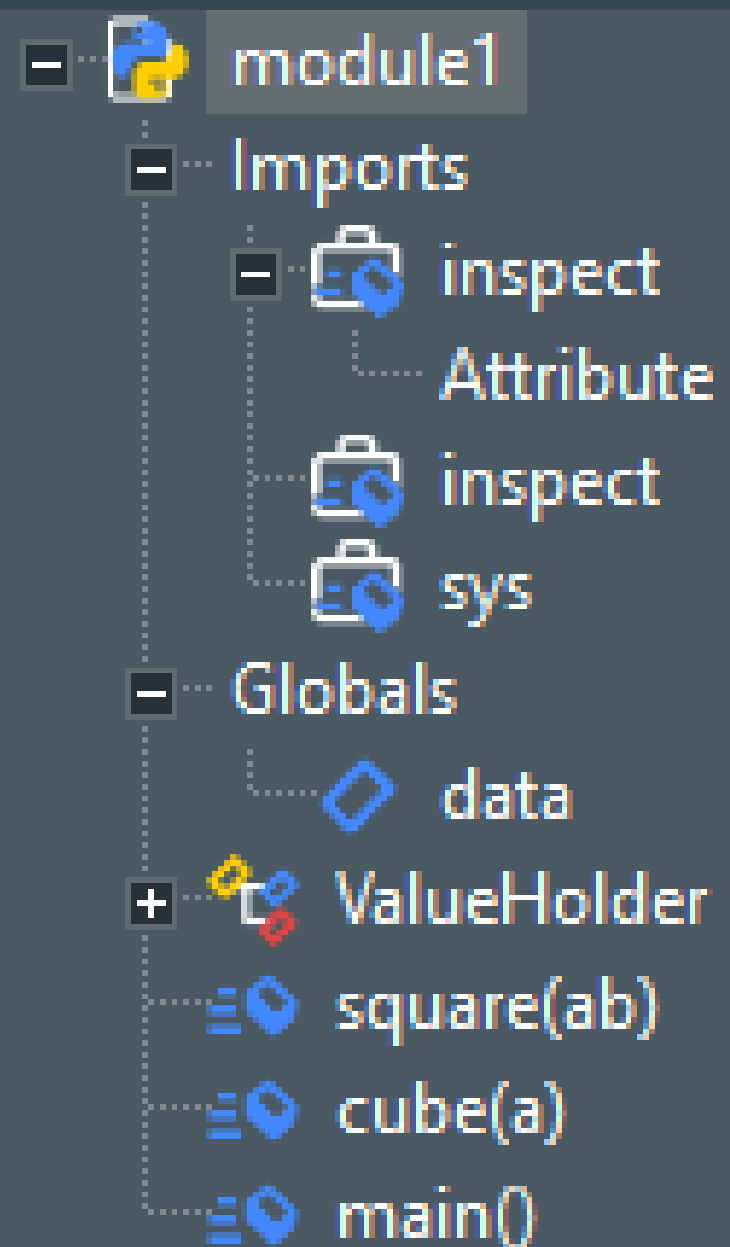 module1
Imports
inspect
Attribute
inspect
sys
Globals
data
ValueHolder
square(ab)
cube(a)
main()